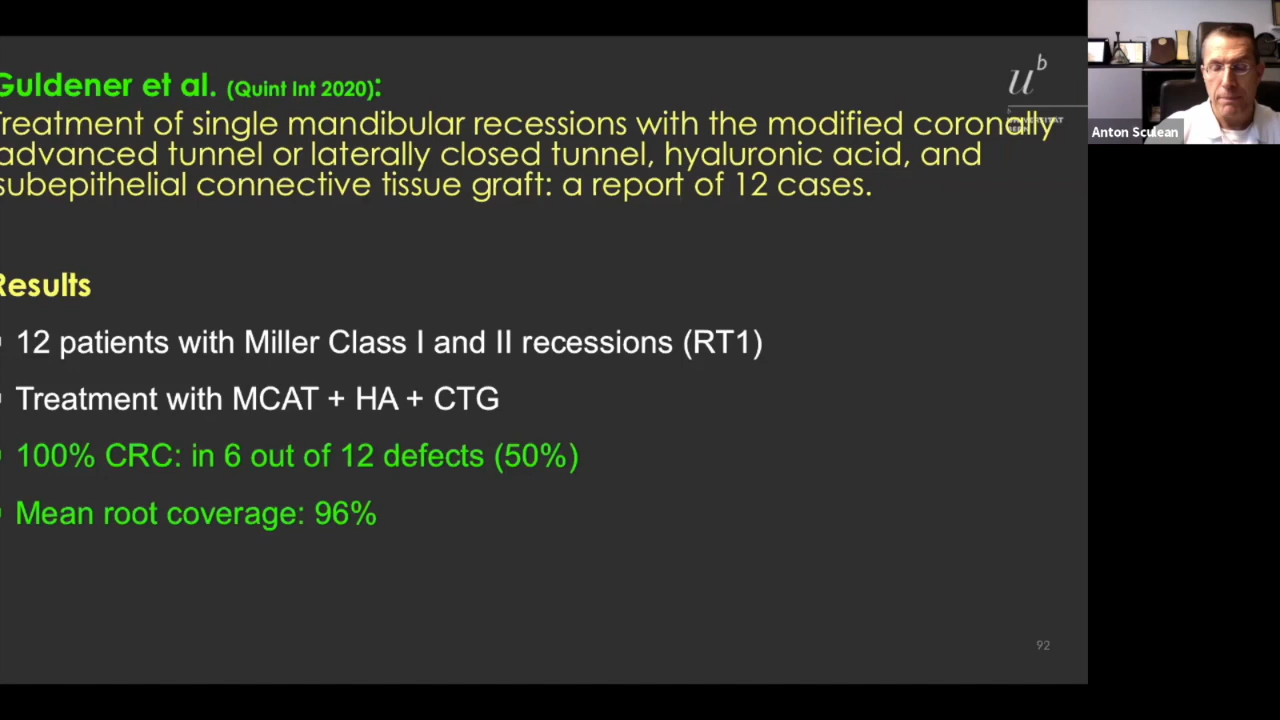 Guldener et al. (Quint Int 2020):
Treatment of single mandibular recessions with the modified coronally
advanced tunnel or laterally closed tunnel, hyaluronic acid, and
subepithelial connective tissue graft: a report of 12 cases.
Results
12 patients with Miller Class I and II recessions (RT1)
Treatment with MCAT + HA + CTG
100% CRC: in 6 out of 12 defects (50%)
Mean root coverage: 96%
92
u b
Anton Sculean